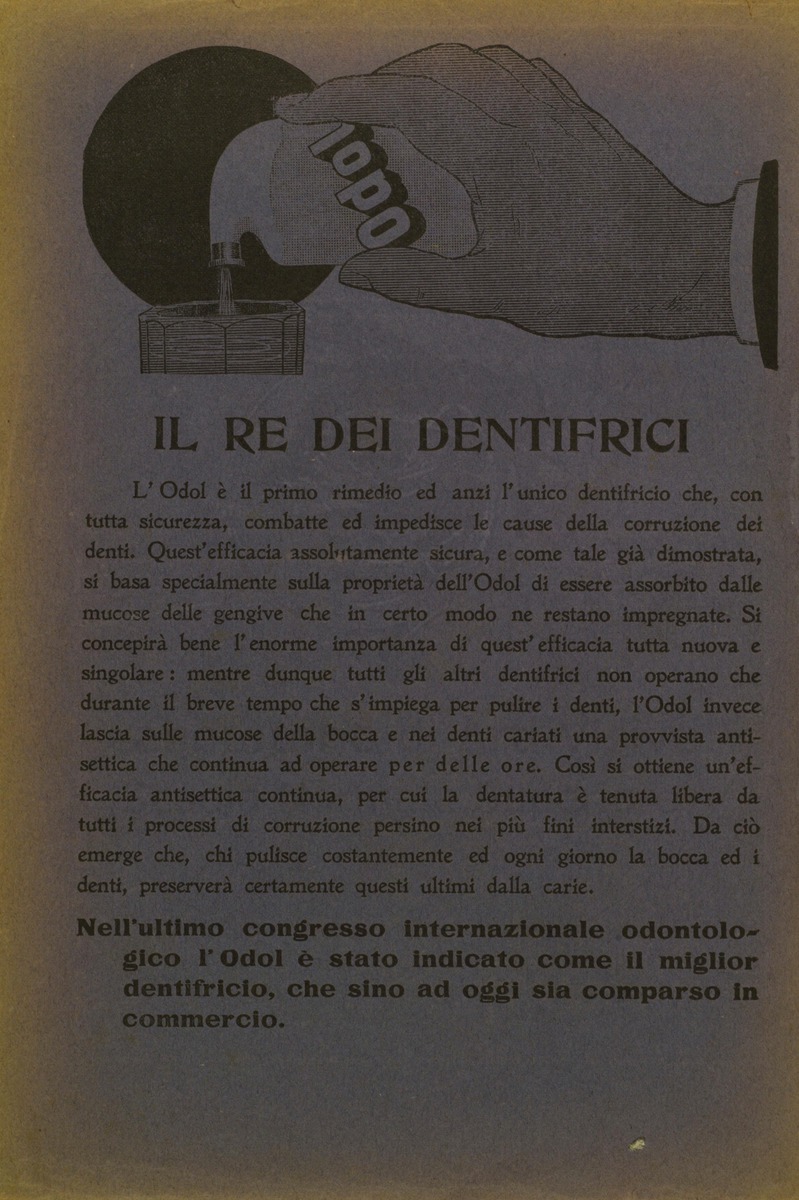 Odol
IL RE DEI DENTIFRICI
L' Odol è il primo rimedio ed anzi l'unico dentifricio che, con
tutta sicurezza, combatte ed impedisce le cause della corruzione dei
denti. Quest'efficacia assolutamente sicura, e come tale già dimostrata,
si basa specialmente sulla proprietà dell'Odol di essere assorbito dalle
mucose delle gengive che in certo modo ne restano impregnate. Si
concepirà bene l'enorme importanza di quest'efficacia tutta nuova e
singolare: mentre dunque tutti gli altri dentifrici non operano che
durante il breve tempo che s'impiega per pulire i denti, l'Odol invece
lascia sulle mucose della bocca e nei denti cariati una provvista anti-
settica che continua ad operare per delle ore. Così si ottiene un'ef-
ficacia antisettica continua, per cui la dentatura è tenuta libera da
tutti i processi di corruzione persino nei più fini interstizi. Da ciò
emerge che, chi pulisce costantemente ed ogni giorno la bocca ed i
denti, preserverà certamente questi ultimi dalla carie.
Nell'ultimo congresso internazionale odontolo-
gico l'Odol è stato indicato come il miglior
dentifricio, che sino ad oggi sia comparso in
commercio.